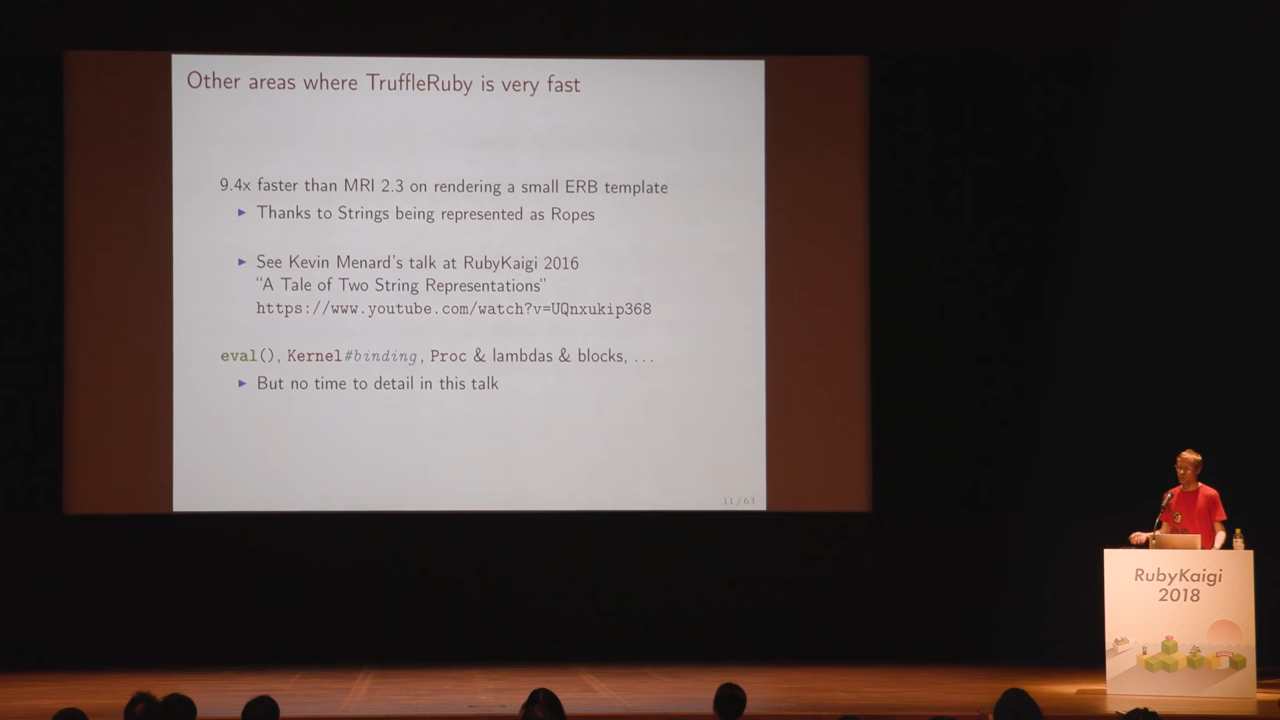 Other areas where TruffleRuby is very fast
9.4x faster than MRI 2.3 on rendering a small ERB template
▶ Thanks to Strings being represented as Ropes
▶ See Kevin Menard's talk at RubyKaigi 2016
“A Tale of Two String Representations”
https://www.youtube.com/watch?v=UQnxukip368
eval(), Kernel#binding, Proc & lambdas & blocks, ...
▶ But no time to detail in this talk
11 / 63
RubyKaigi
2018